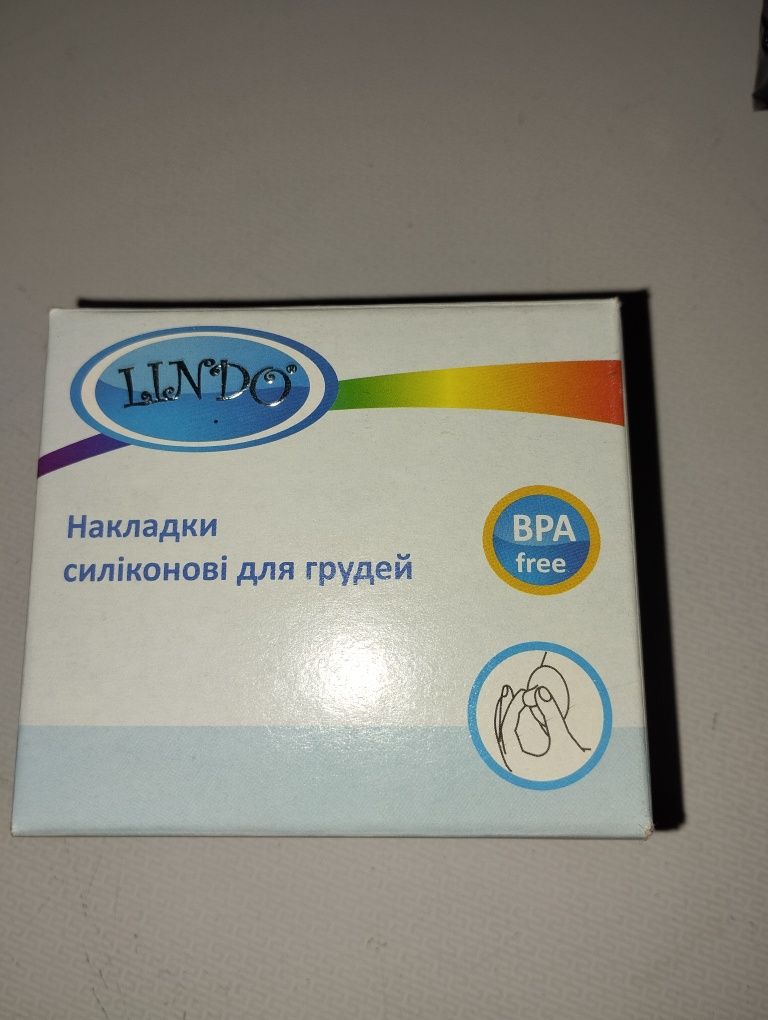 LINDO®
Накладки
силіконові для грудей
BPA
free